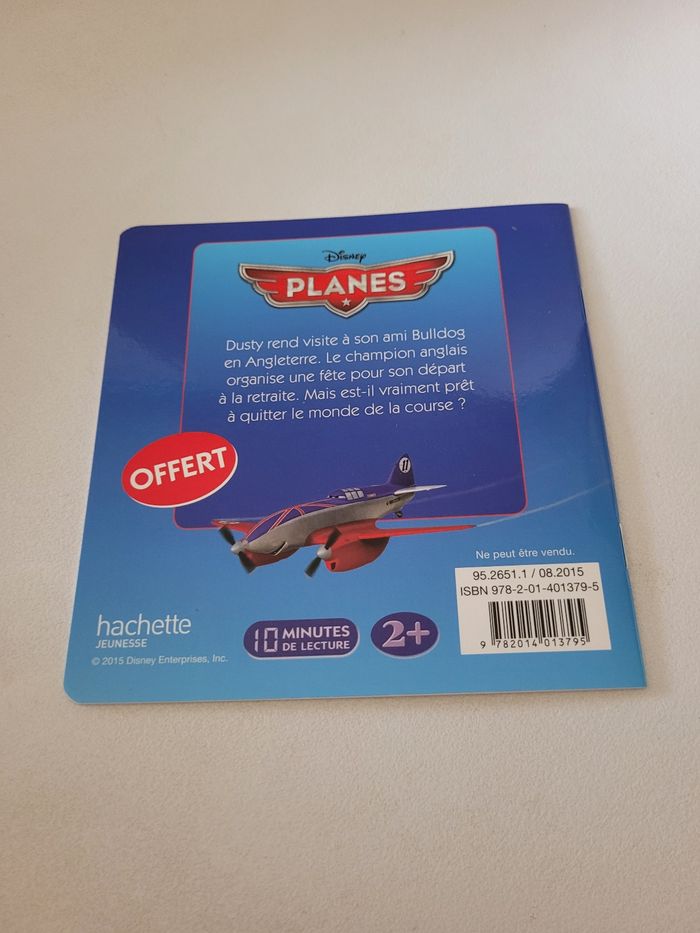 Disney
PLANES
Dusty rend visite à son ami Bulldog
en Angleterre. Le champion anglais
organise une fête pour son départ
à la retraite. Mais est-il vraiment prêt
à quitter le monde de la course ?
OFFERT
11
Ne peut être vendu.
95.2651.1 / 08.2015
ISBN 978-2-01-401379-5
9 782014 013795
hachette
JEUNESSE
© 2015 Disney Enterprises, Inc.
10 MINUTES
DE LECTURE
2+